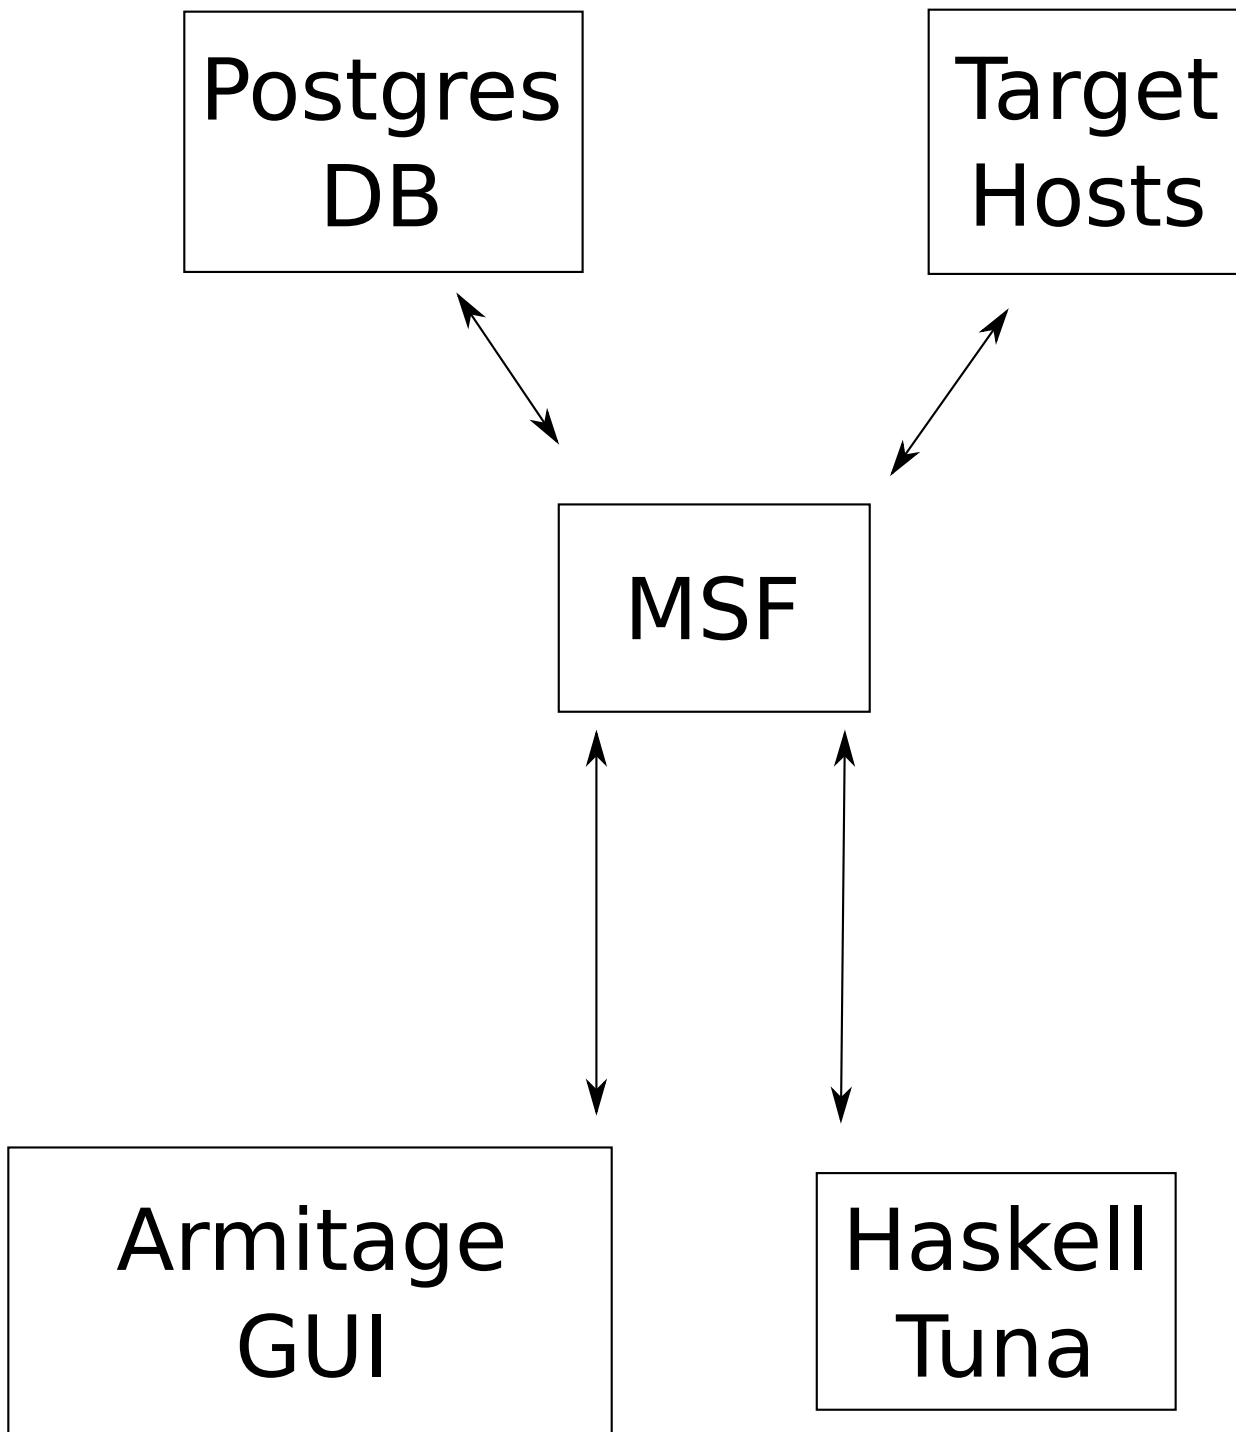 Postgres
DB
Target
Hosts
MSF
Armitage
GUI
Haskell
Tuna